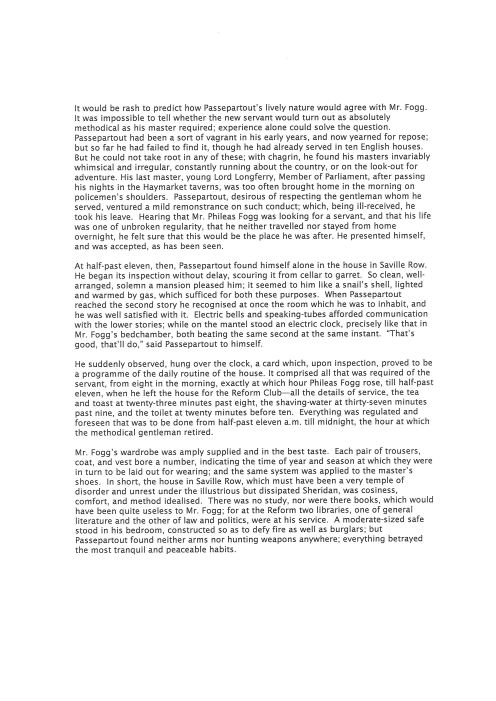 It would be rash to predict how Passepartout's lively nature would agree with Mr. Fogg.
It was impossible to tell whether the new servant would turn out as absolutely
methodical as his master required; experience alone could solve the question.
Passepartout had been a sort of vagrant in his early years, and now yearned for repose;
but so far he had failed to find it, though he had already served in ten English houses.
But he could not take root in any of these; with chagrin, he found his masters invariably
whimsical and irregular, constantly running about the country, or on the look-out for
adventure. His last master, young Lord Longferry, Member of Parliament, after passing
his nights in the Haymarket taverns, was too often brought home in the morning on
policemen's shoulders. Passepartout, desirous of respecting the gentleman whom he
served, ventured a mild remonstrance on such conduct; which, being ill-received, he
took his leave. Hearing that Mr. Phileas Fogg was looking for a servant, and that his life
was one of unbroken regularity, that he neither travelled nor stayed from home
overnight, he felt sure that this would be the place he was after. He presented himself,
and was accepted, as has been seen.

At half-past eleven, then, Passepartout found himself alone in the house in Saville Row.
He began its inspection without delay, scouring it from cellar to garret. So clean, well-
arranged, solemn a mansion pleased him; it seemed to him like a snail's shell, lighted
and warmed by gas, which sufficed for both these purposes. When Passepartout
reached the second story he recognised at once the room which he was to inhabit, and
he was well satisfied with it. Electric bells and speaking-tubes afforded communication
with the lower stories; while on the mantel stood an electric clock, precisely like that in
Mr. Fogg's bedchamber, both beating the same second at the same instant. "That's
good, that'll do," said Passepartout to himself.

He suddenly observed, hung over the clock, a card which, upon inspection, proved to be
a programme of the daily routine of the house. It comprised all that was required of the
servant, from eight in the morning, exactly at which hour Phileas Fogg rose, till half-past
eleven, when he left the house for the Reform Club—all the details of service, the tea
and toast at twenty-three minutes past eight, the shaving-water at thirty-seven minutes
past nine, and the toilet at twenty minutes before ten. Everything was regulated and
foreseen that was to be done from half-past eleven a.m. till midnight, the hour at which
the methodical gentleman retired.

Mr. Fogg's wardrobe was amply supplied and in the best taste. Each pair of trousers,
coat, and vest bore a number, indicating the time of year and season at which they were
in turn to be laid out for wearing; and the same system was applied to the master's
shoes. In short, the house in Saville Row, which must have been a very temple of
disorder and unrest under the illustrious but dissipated Sheridan, was cosiness,
comfort, and method idealised. There was no study, nor were there books, which would
have been quite useless to Mr. Fogg; for at the Reform two libraries, one of general
literature and the other of law and politics, were at his service. A moderate-sized safe
stood in his bedroom, constructed so as to defy fire as well as burglars; but
Passepartout found neither arms nor hunting weapons anywhere; everything betrayed
the most tranquil and peaceable habits.